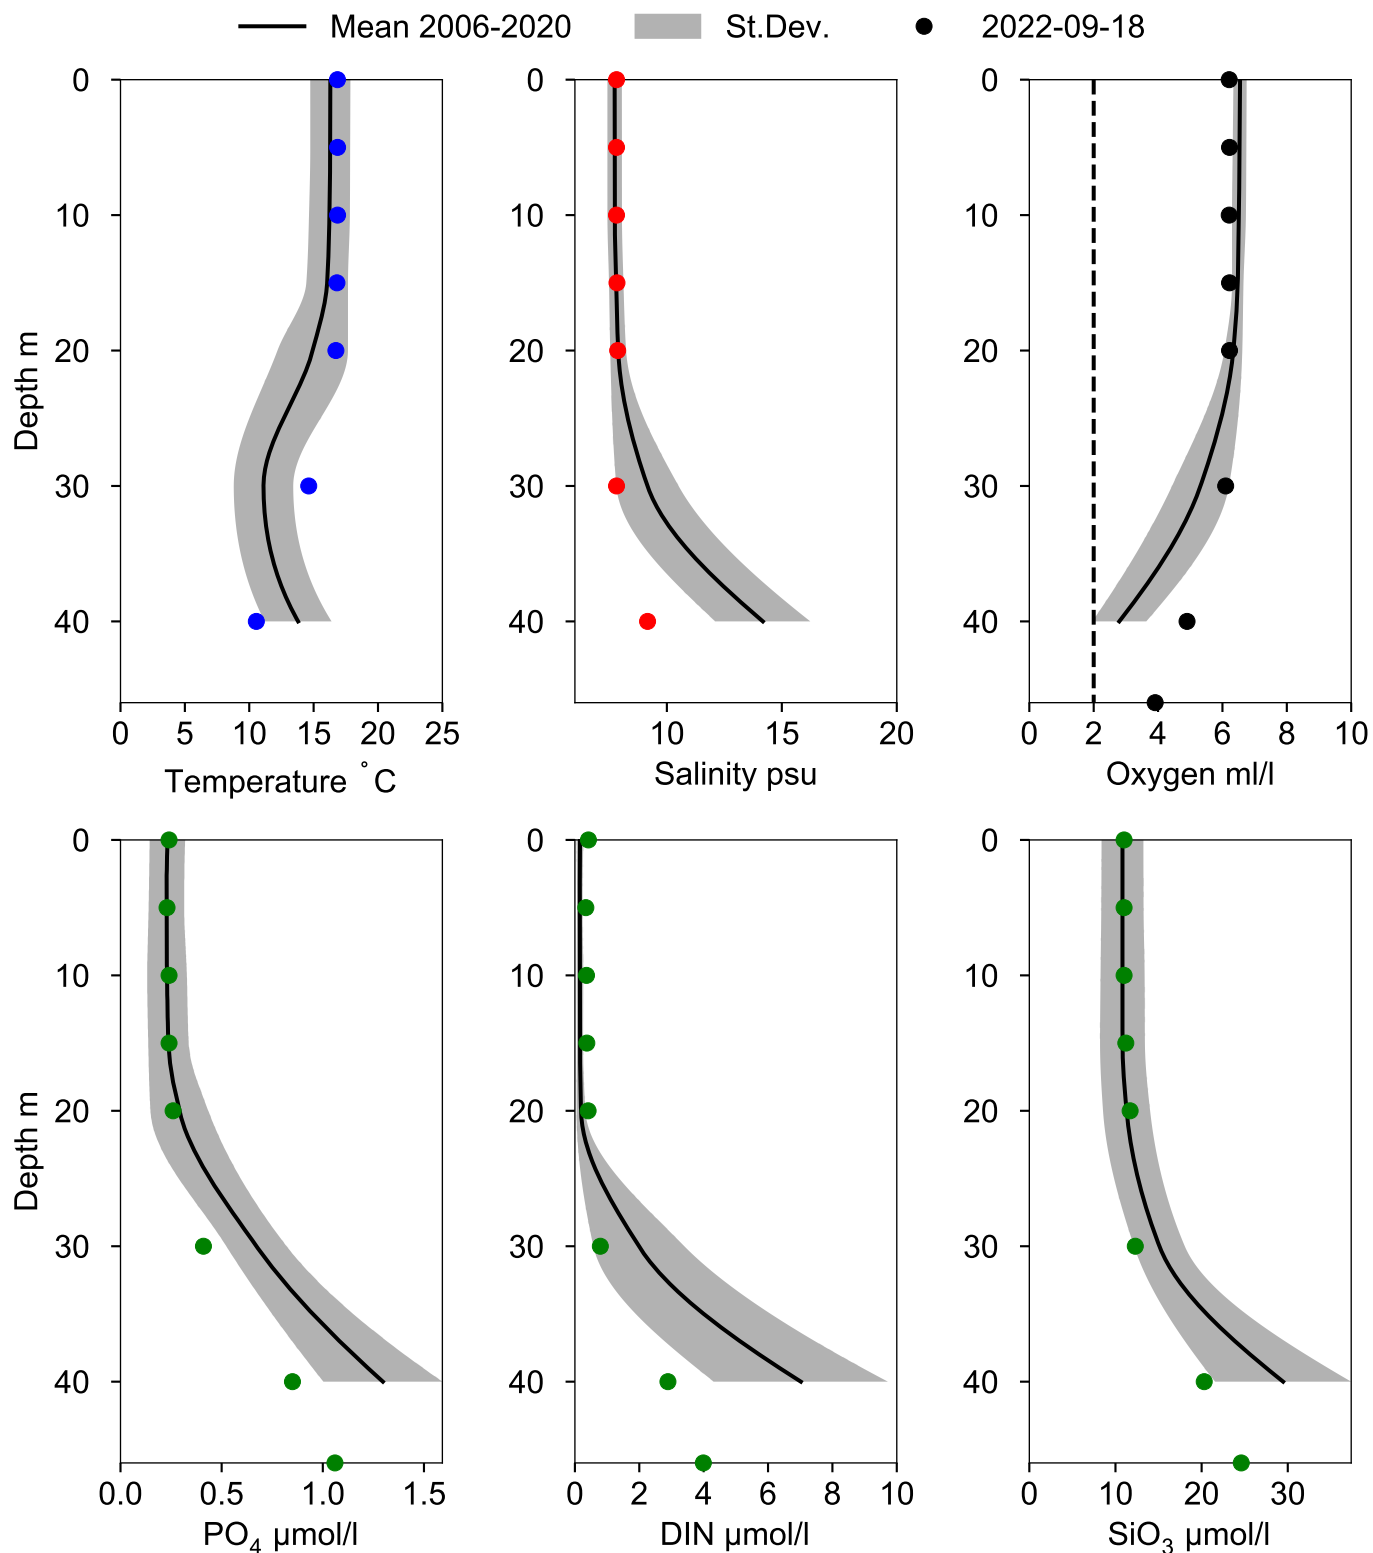 Mean 2006-2020 St.Dev. 2022-09-18
0 0 0
10 10 10
20 20 20
30 30 30
40 40 40
Depth m
0 5 10 15 20 25 10 15 20 0 2 4 6 8 10
Temperature °C Salinity psu Oxygen ml/l
0 0 0
10 10 10
20 20 20
30 30 30
40 40 40
Depth m
0.0 0.5 1.0 1.5 0 2 4 6 8 10 0 10 20 30
PO₄ µmol/l DIN µmol/l SiO₃ µmol/l